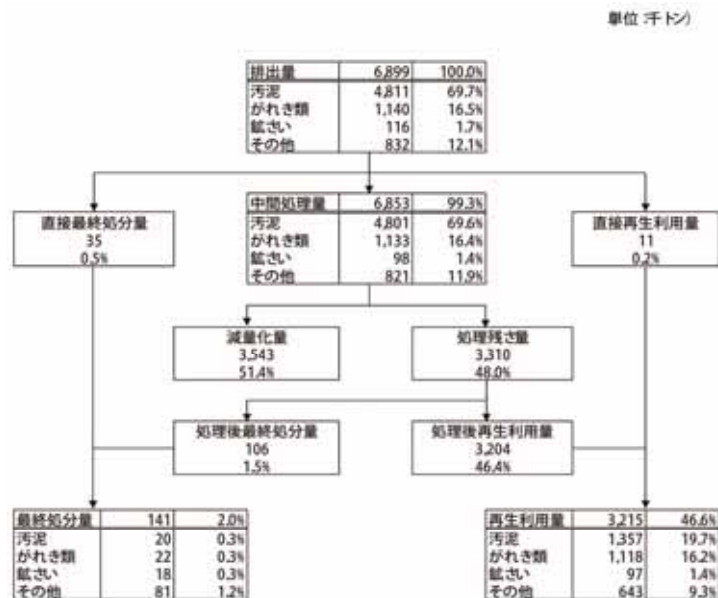 単位:千トン)
排出量 6,899 100.0%
汚泥 4,811 69.7%
がれき類 1,140 16.5%
鉱さい 116 1.7%
その他 832 12.1%
直接最終処分量
35
0.5%
中間処理量 6,853 99.3%
汚泥 4,801 69.6%
がれき類 1,133 16.4%
鉱さい 98 1.4%
その他 821 11.9%
直接再生利用量
11
0.2%
減量化量
3,543
51.4%
処理残さ量
3,310
48.0%
処理後最終処分量
106
1.5%
処理後再生利用量
3,204
46.4%
最終処分量 141 2.0%
汚泥 20 0.3%
がれき類 22 0.3%
鉱さい 18 0.3%
その他 81 1.2%
再生利用量 3,215 46.6%
汚泥 1,357 19.7%
がれき類 1,118 16.2%
鉱さい 97 1.4%
その他 643 9.3%